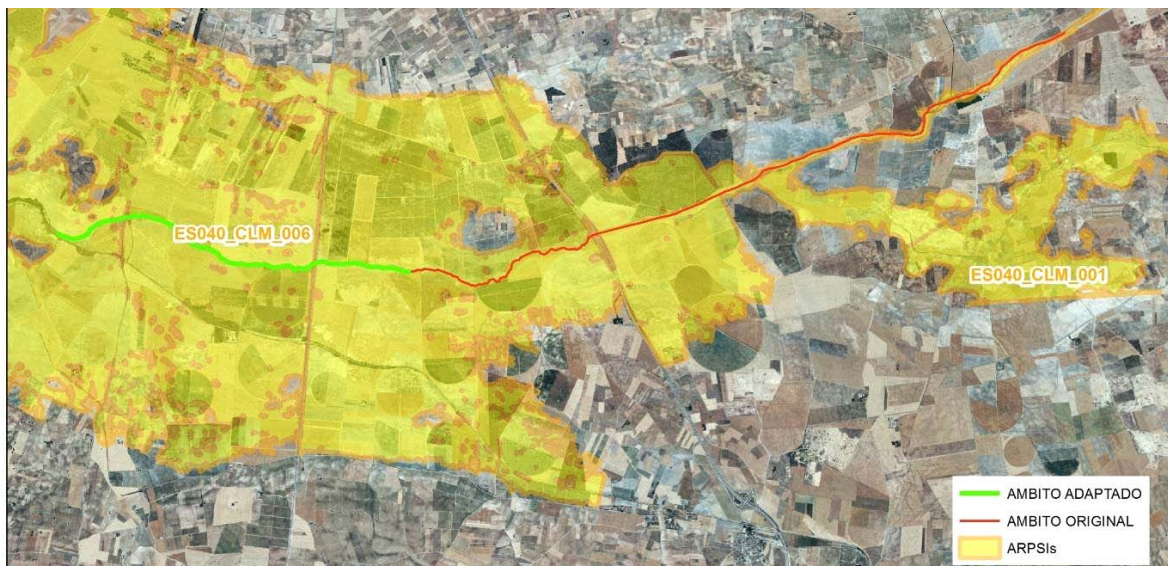 ES040_CLM_006
ES040_CLM_001
AMBITO ADAPTADO
AMBITO ORIGINAL
ARPSIs